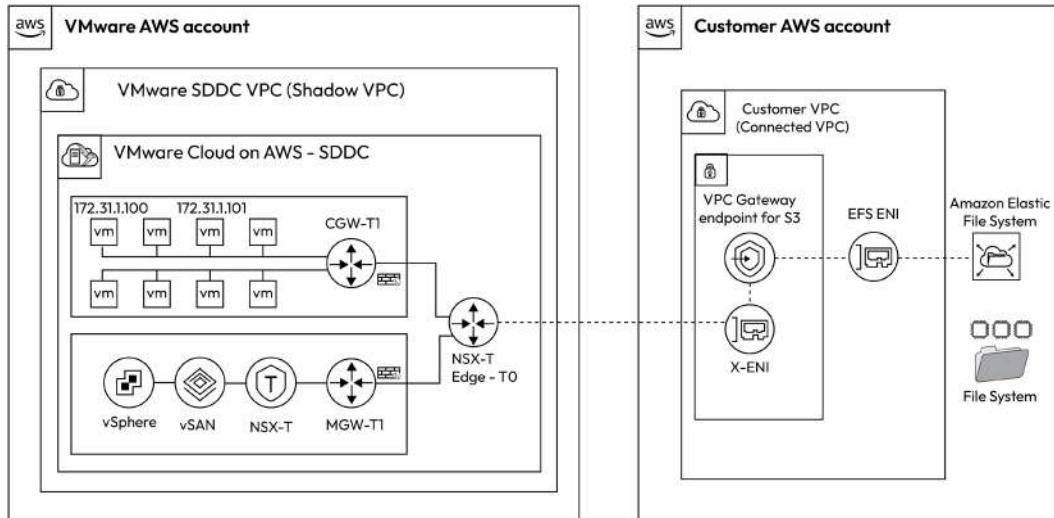 aws
VMware AWS account
VMware SDDC VPC (Shadow VPC)
VMware Cloud on AWS - SDDC
172.31.1.100 172.31.1.101
vm vm vm vm
CGW-T1
vm vm vm vm
NSX-T
Edge - T0
vSphere vSAN NSX-T MGW-T1
T
aws
Customer AWS account
Customer VPC
(Connected VPC)
VPC Gateway
endpoint for S3
EFS ENI
Amazon Elastic
File System
X-ENI
File System